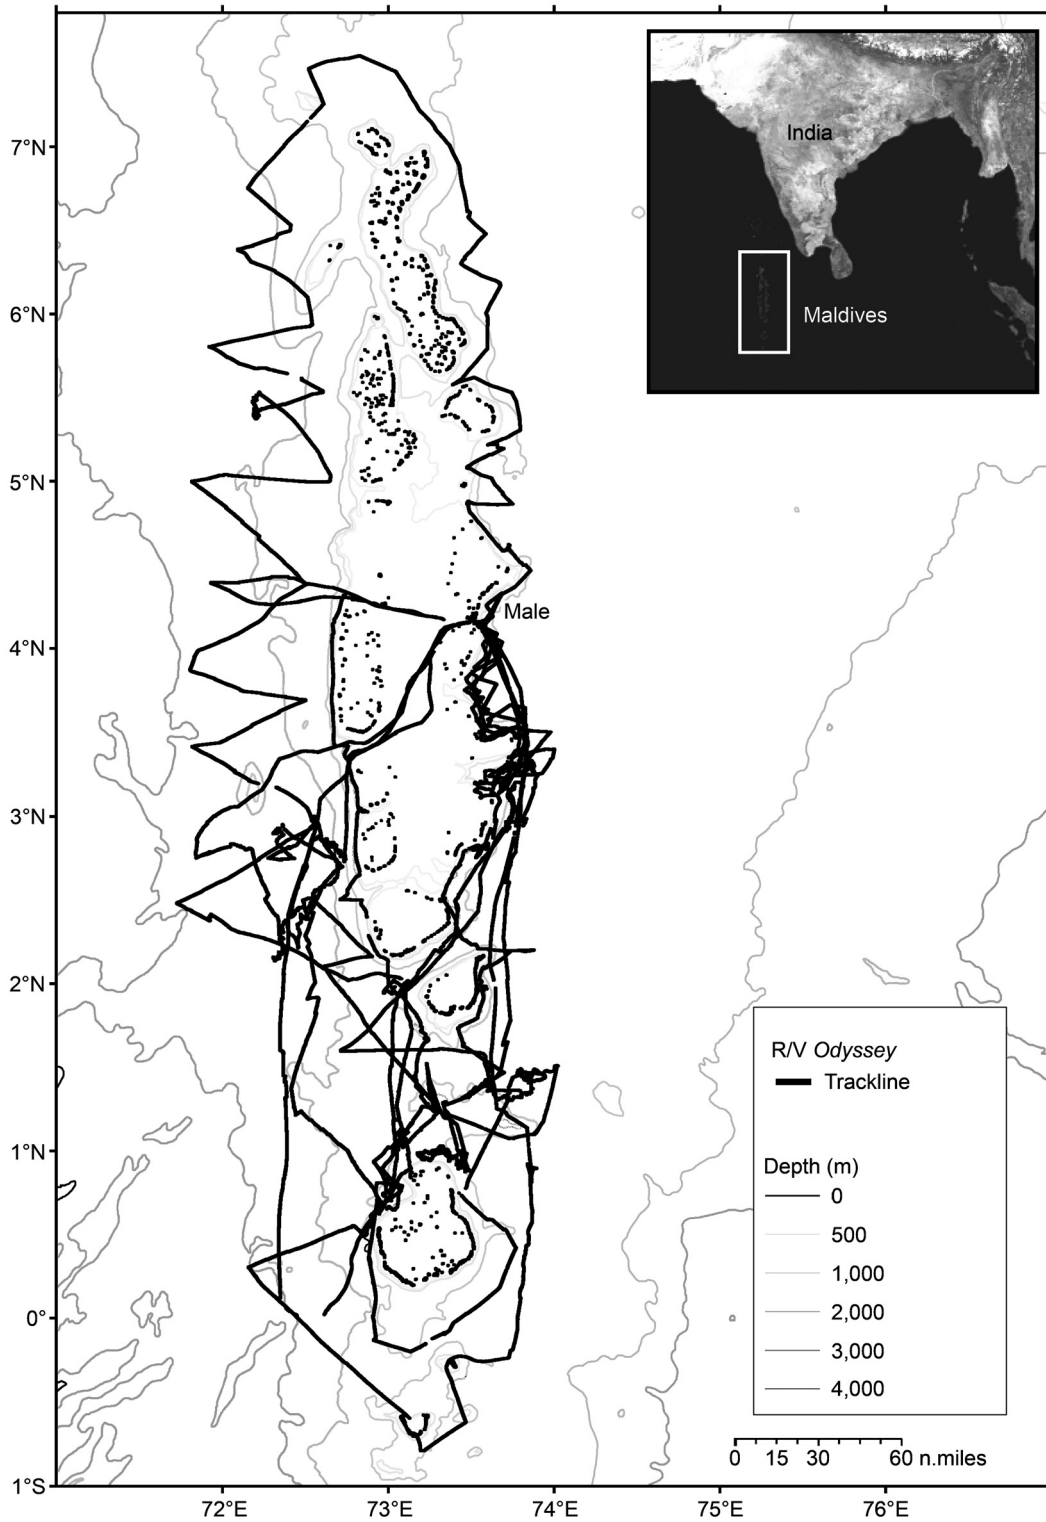 7°N
6°N
5°N
4°N
3°N
2°N
1°N
0°
1°S
72°E
73°E
74°E
75°E
76°E
India
Maldives
Male
R/V Odyssey
Trackline
Depth (m)
0
500
1,000
2,000
3,000
4,000
0 15 30 60 n.miles